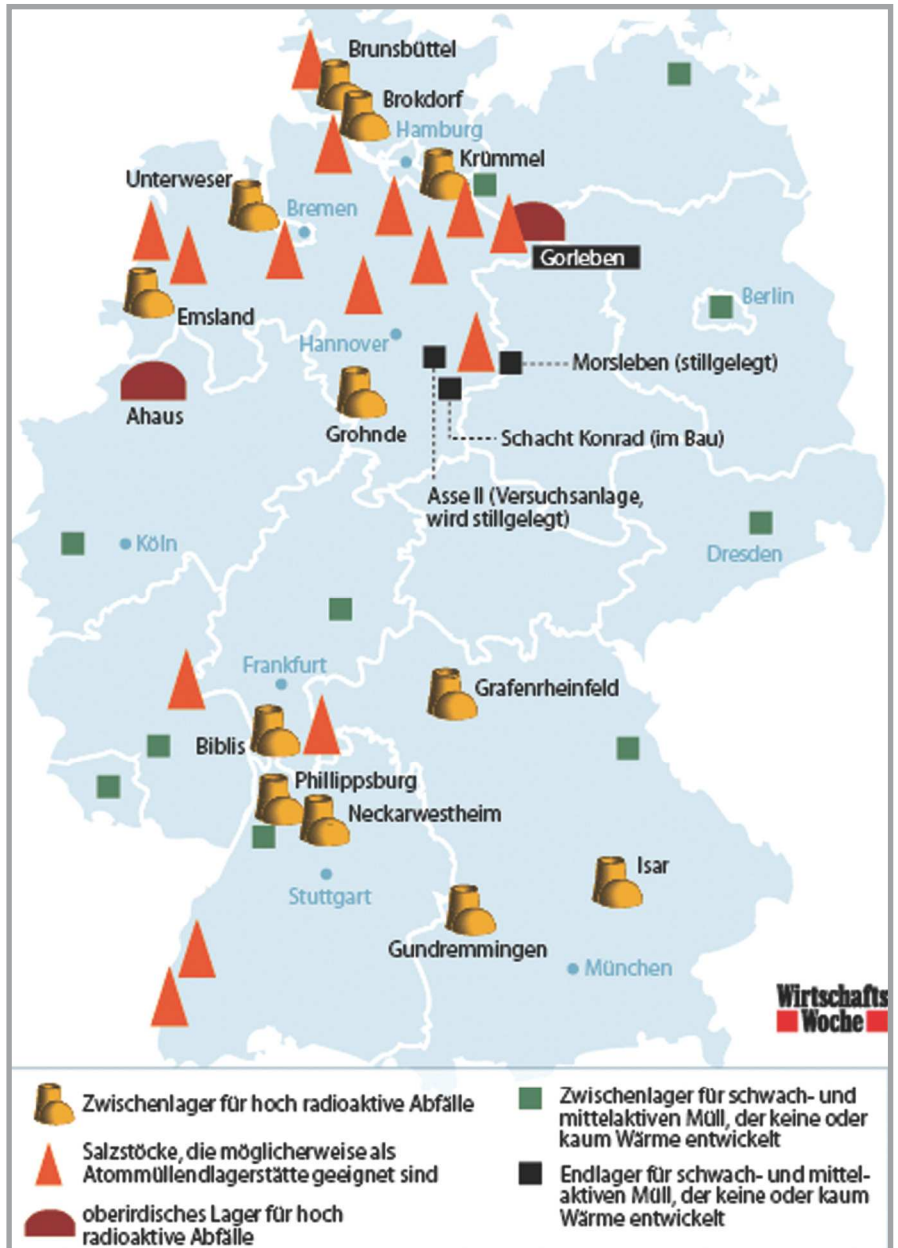 Brunsbüttel
Brokdorf
Hamburg
Krümmel
Unterweser
Bremen
Gorleben
Emsland
Berlin
Hannover
Morsleben (stillgelegt)
Ahaus
Grohnde
Schacht Konrad (im Bau)
Asse II (Versuchsanlage,
wird stillgelegt)
Köln
Dresden
Frankfurt
Grafenrheinfeld
Biblis
Phillippsburg
Neckarwestheim
Isar
Stuttgart
Gundremmingen
München
Wirtschafts
Woche
Zwischenlager für hoch radioaktive Abfälle
Salzstöcke, die möglicherweise als
Atommüllendlagerstätte geeignet sind
oberirdisches Lager für hoch
radioaktive Abfälle
Zwischenlager für schwach- und
mittelaktiven Müll, der keine oder
kaum Wärme entwickelt
Endlager für schwach- und mittel-
aktiven Müll, der keine oder kaum
Wärme entwickelt